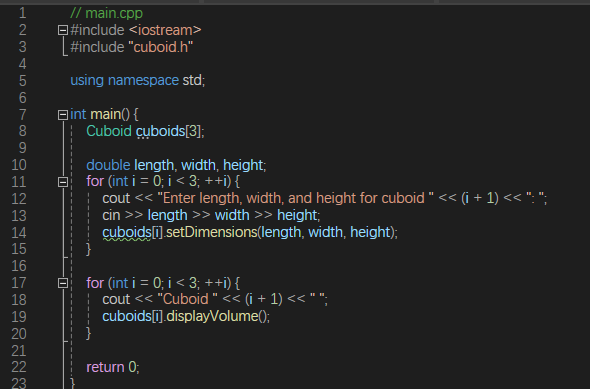 1 // main.cpp
2 #include <iostream>
3 #include "cuboid.h"
4
5 using namespace std;
6
7 int main() {
8 Cuboid cuboids[3];
9
10 double length, width, height;
11 for (int i = 0; i < 3; ++i) {
12 cout << "Enter length, width, and height for cuboid " << (i + 1) << ": ";
13 cin >> length >> width >> height;
14 cuboids[i].setDimensions(length, width, height);
15 }
16
17 for (int i = 0; i < 3; ++i) {
18 cout << "Cuboid " << (i + 1) << " ";
19 cuboids[i].displayVolume();
20 }
21
22 return 0;
23 }